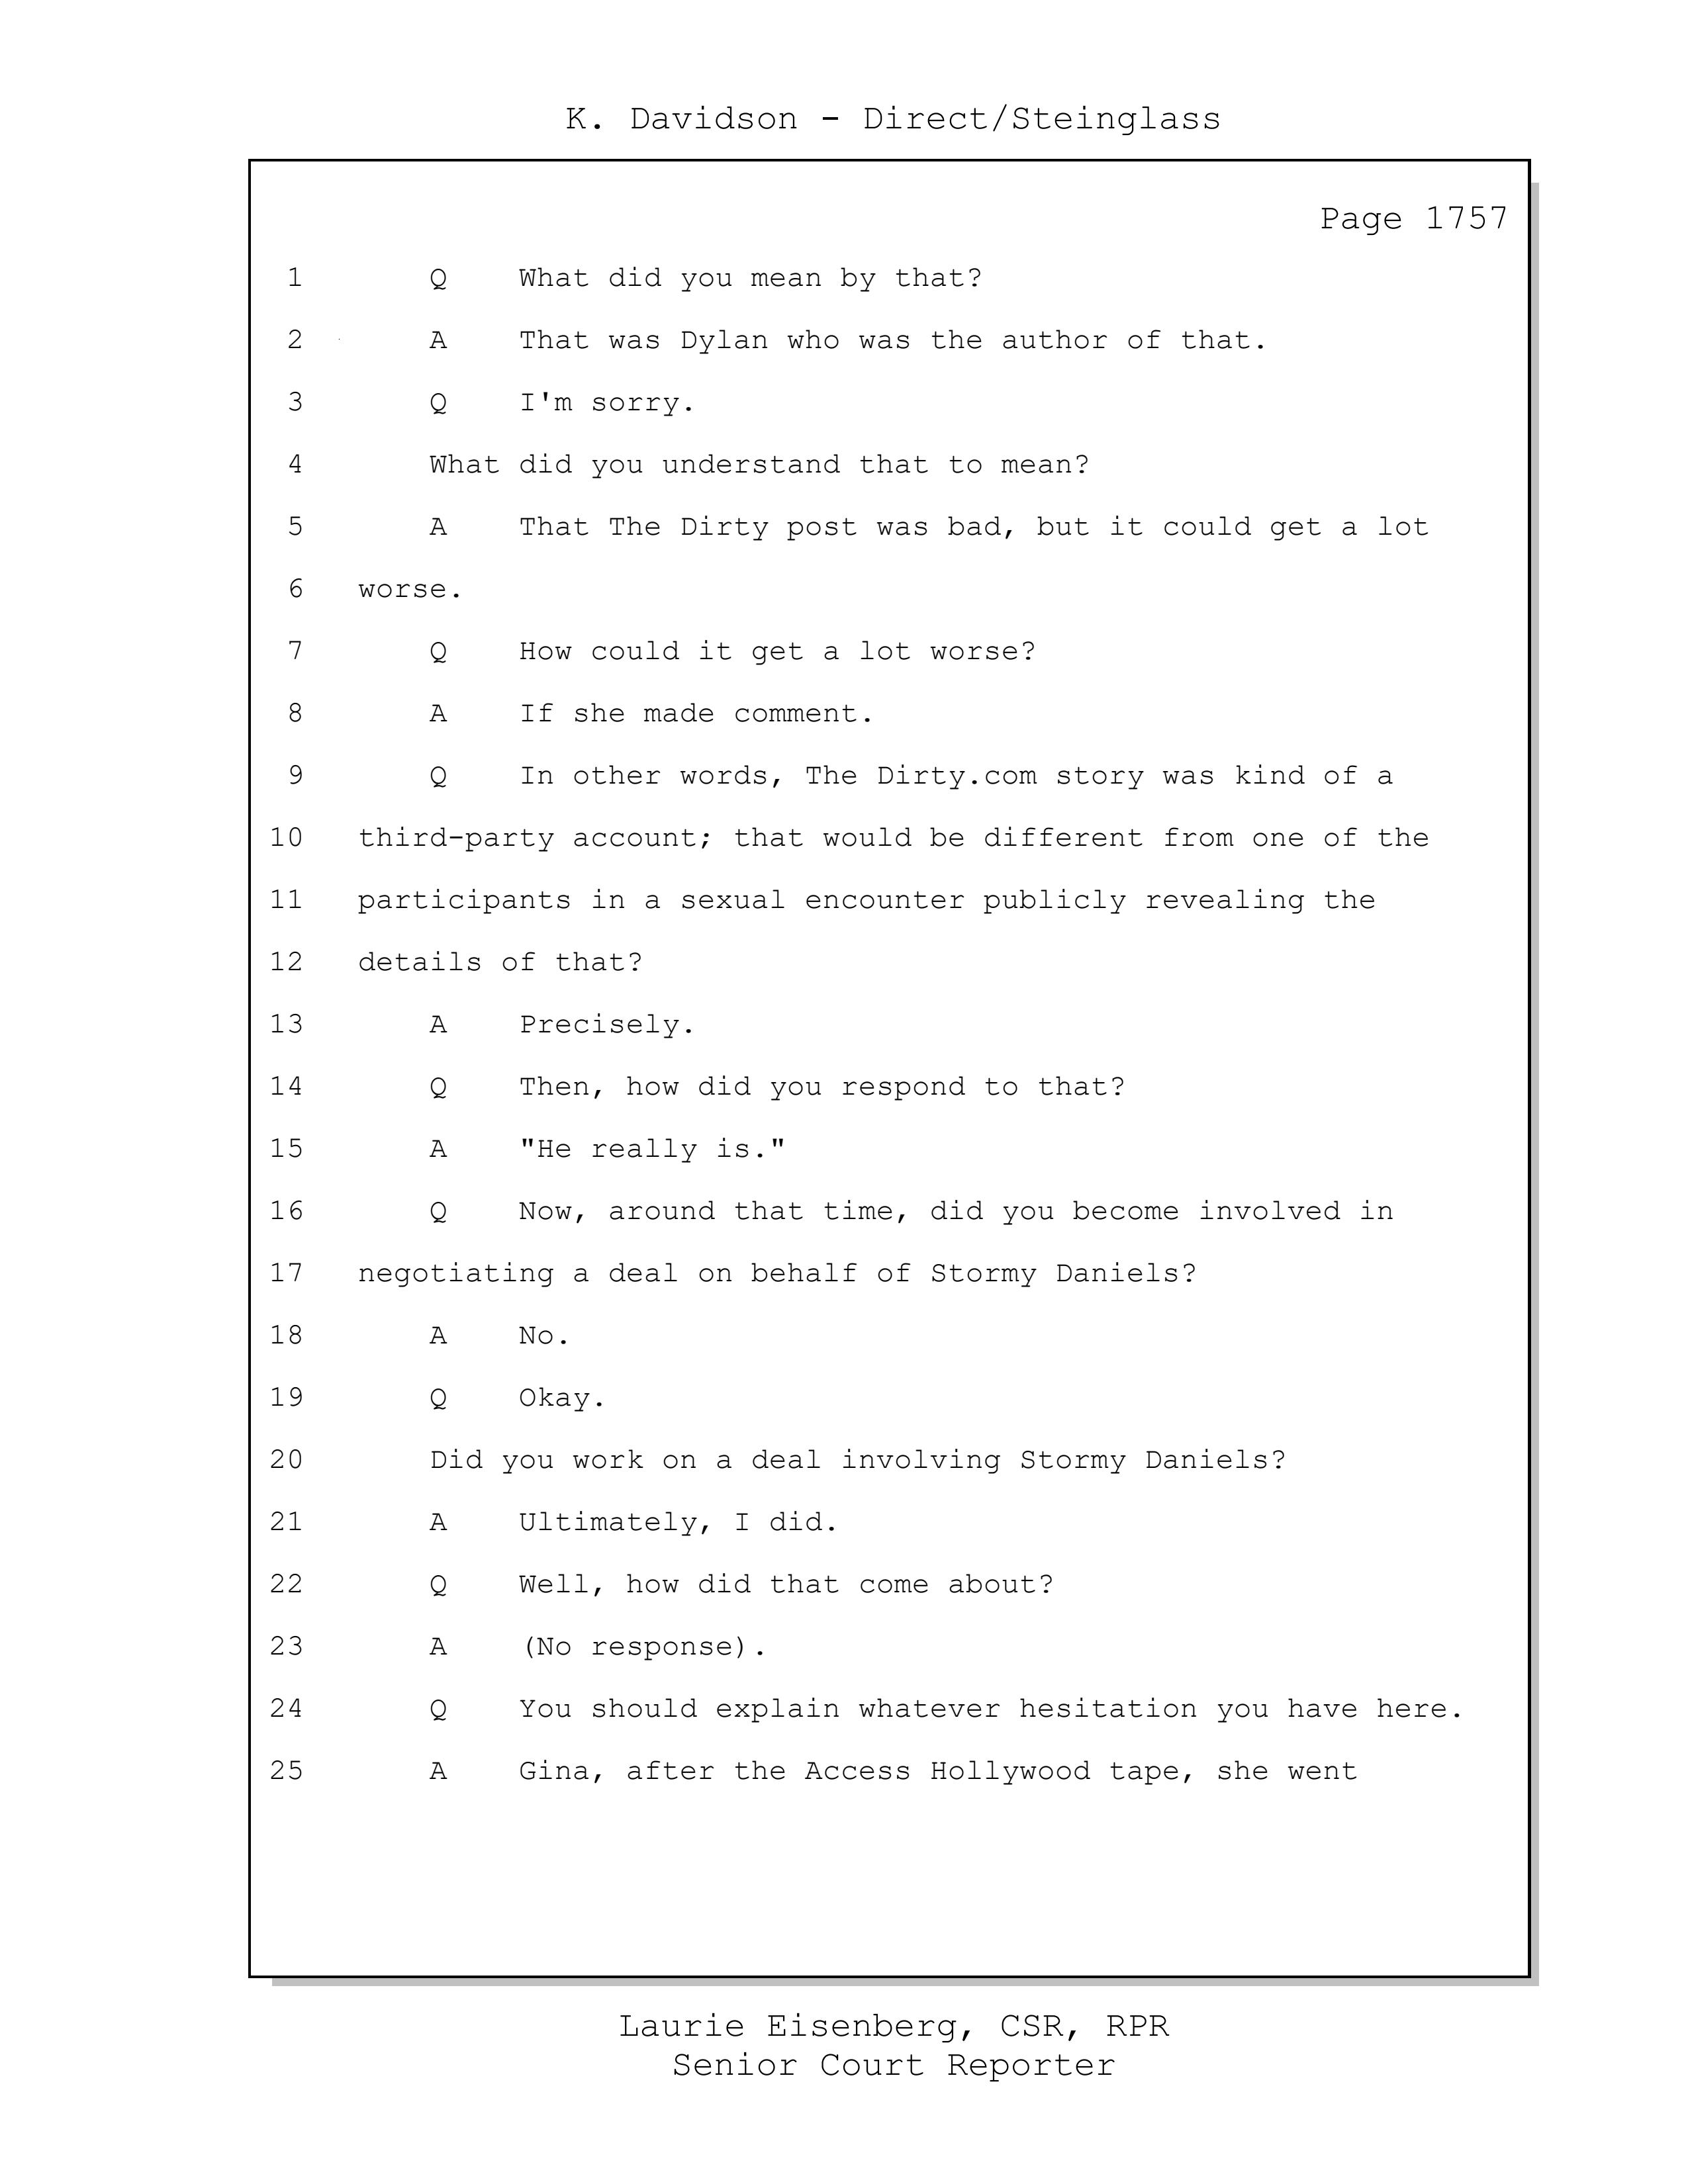 K. Davidson - Direct/Steinglass
Page 1757
1 Q What did you mean by that?
2 A That was Dylan who was the author of that.
3 Q I'm sorry.
4 What did you understand that to mean?
5 A That The Dirty post was bad, but it could get a lot
6 worse.
7 Q How could it get a lot worse?
8 A If she made comment.
9 Q In other words, The Dirty.com story was kind of a
10 third-party account; that would be different from one of the
11 participants in a sexual encounter publicly revealing the
12 details of that?
13 A Precisely.
14 Q Then, how did you respond to that?
15 A "He really is."
16 Q Now, around that time, did you become involved in
17 negotiating a deal on behalf of Stormy Daniels?
18 A No.
19 Q Okay.
20 Did you work on a deal involving Stormy Daniels?
21 A Ultimately, I did.
22 Q Well, how did that come about?
23 A (No response).
24 Q You should explain whatever hesitation you have here.
25 A Gina, after the Access Hollywood tape, she went
Laurie Eisenberg, CSR, RPR
Senior Court Reporter